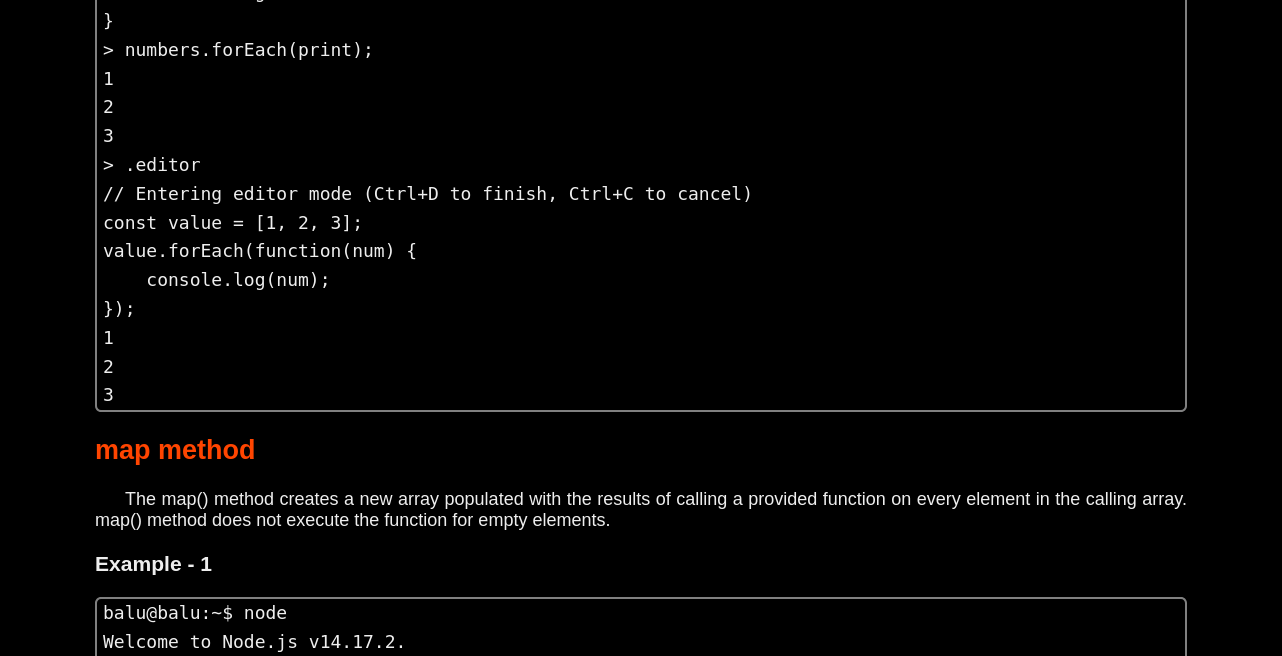 }
> numbers.forEach(print);
1
2
3
> .editor
// Entering editor mode (Ctrl+D to finish, Ctrl+C to cancel)
const value = [1, 2, 3];
value.forEach(function(num) {
    console.log(num);
});
1
2
3
map method
The map() method creates a new array populated with the results of calling a provided function on every element in the calling array.
map() method does not execute the function for empty elements.
Example - 1
balu@balu:~$ node
Welcome to Node.js v14.17.2.